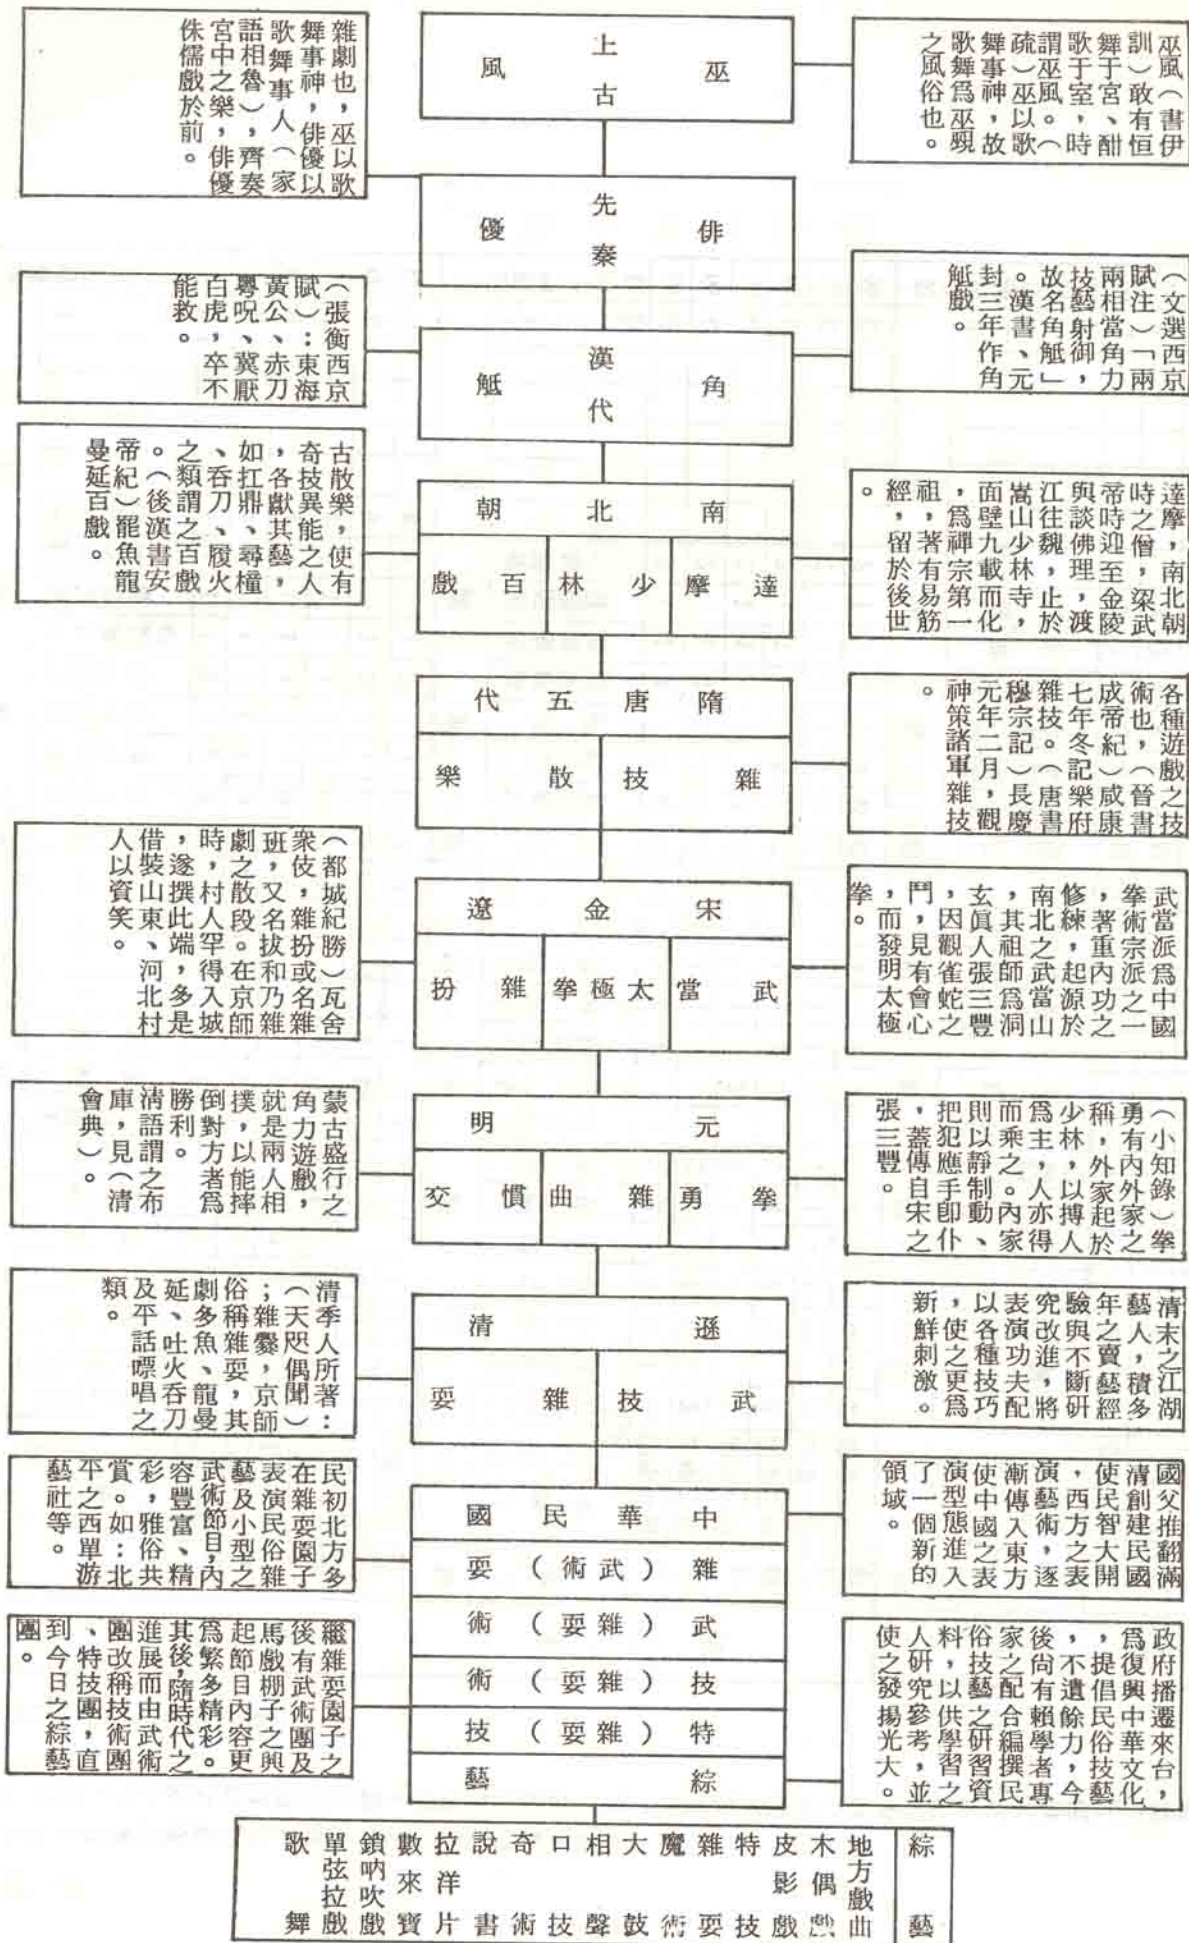 巫風（書伊
訓）敢有恒
舞于宮、酣
歌于室，時
謂巫風。（
疏）巫以歌
舞事神，故
歌舞爲巫覡
之風俗也。
巫風
上古
雜劇也，巫以歌
舞事神，俳優以
歌舞事人（家
語相魯），齊奏
宮中之樂，俳優
侏儒戲於前。
俳優
先秦
（文選西京
賦注）「兩
兩相當角力
技藝射御，
故名角觝」
。漢書、元
封三年作角
觝戲。
角觝
漢代
（張衡西京
賦）：東海
黃公、赤刀
粵呪、冀厭
白虎，卒不
能救。
達摩，南北朝
時之僧，梁武
帝時迎至金陵
與談佛理，渡
江往魏，止於
嵩山少林寺，
面壁九載而化
，爲禪宗第一
祖，著有易筋
經，留於後世
。
南北朝
達摩
少林
百戲
古散樂，使有
奇技異能之人
，各獻其藝，
如扛鼎、尋橦
、吞刀、履火
之類謂之百戲
。（後漢書安
帝紀）罷魚龍
曼延百戲。
各種遊戲之技
術也，（晉書
成帝紀）咸康
七年冬記樂府
雜技。（唐書
穆宗記）長慶
元年二月，觀
神策諸軍雜技
。
隋唐五代
雜技
散樂
武當派爲中國
拳術宗派之一
，著重內功之
修練，起源於
南北之武當山
，其祖師爲洞
玄眞人張三豐
，因觀雀蛇之
鬥，見有會心
，而發明太極
拳。
宋金遼
武當
太極拳
雜扮
（都城紀勝）瓦舍
衆伎，雜扮或名雜
班，又名拔和乃雜
劇之散段。在京師
時，村人罕得入城
，遂撰此端，多是
借裝山東、河北村
人以資笑。
（小知錄）拳
勇有內外家之
稱，外家起於
少林，以搏人
爲主，人亦得
而乘之。內家
則以靜制動、
把犯應手卽仆
，蓋傳自宋之
張三豐。
元明
拳勇
雜曲
慣交
蒙古盛行之
角力遊戲，
就是兩人相
撲，以能摔
倒對方者爲
勝利。
清語謂之布
庫，見（清
會典）。
清末之江湖
藝人，積多
年之賣藝經
驗與不斷研
究改進，將
表演功夫配
以各種技巧
，使之更爲
新鮮刺激。
遜清
武技
雜耍
清季人所著：
（天咫偶聞）
；雜爨，京師
俗稱雜耍，其
劇多魚、龍曼
延、吐火吞刀
及平話嘌唱之
類。
國父推翻滿
清創建民國
使民智大開
，西方之表
演藝術，逐
漸傳入東方
使中國之表
演型態進入
了一個新的
領域。
中華民國
雜（武術）耍
武（雜耍）術
技（雜耍）術
特（雜耍）技
綜藝
民初北方多
在雜耍園子
表演民俗雜
藝及小型之
武術節目，內
容豐富、精
彩，雅俗共
賞。如：北
平之西單游
藝社等。
政府播遷來台，
爲復興中華文化
，提倡民俗技藝
，不遺餘力，今
後尚有賴學者專
家之配合編撰民
俗技藝之研習資
料，以供學習之
人研究參考，並
使之發揚光大。
繼雜耍園子之
後有武術團及
馬戲棚子之興
起節目內容更
爲繁多精彩。
其後，隨時代之
進展而由武術
團改稱技術團
、特技團，直
到今日之綜藝
團。
綜藝
地方戲曲
木偶戲
皮影戲
特技
雜耍
魔術
大鼓
相聲
口技
奇術
說書
拉洋片
數來寶
鎖吶吹戲
單弦拉戲
歌舞